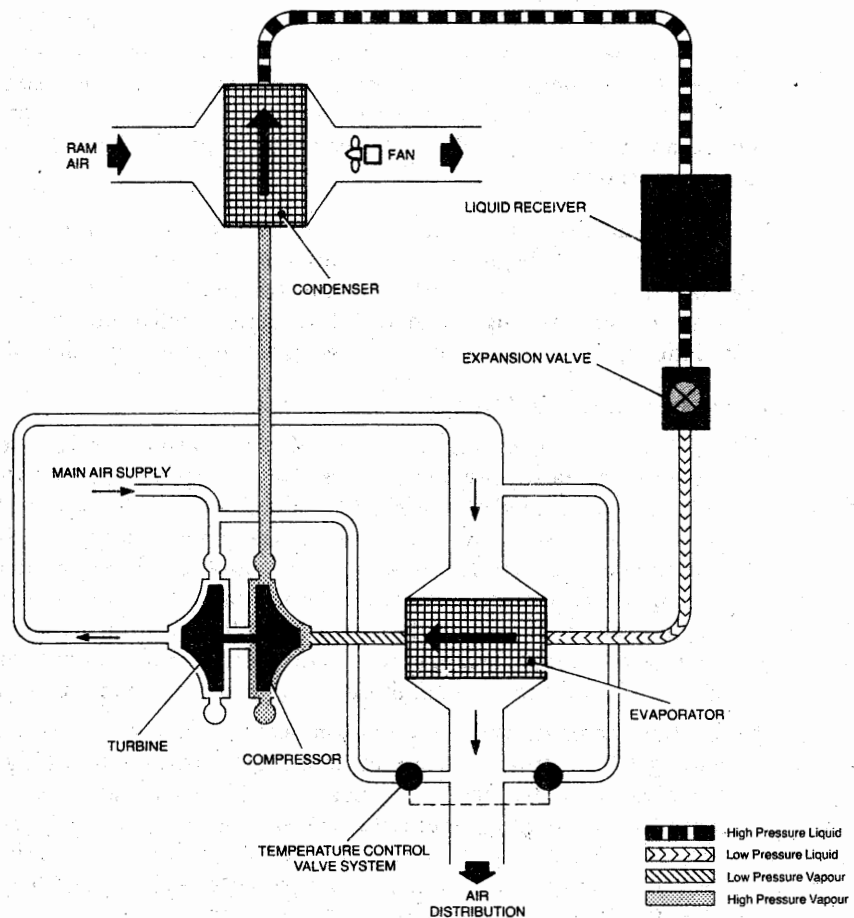 RAM
AIR
FAN
LIQUID RECEIVER
CONDENSER
EXPANSION VALVE
MAIN AIR SUPPLY
EVAPORATOR
TURBINE
COMPRESSOR
TEMPERATURE CONTROL
VALVE SYSTEM
AIR
DISTRIBUTION
High Pressure Liquid
Low Pressure Liquid
Low Pressure Vapour
High Pressure Vapour